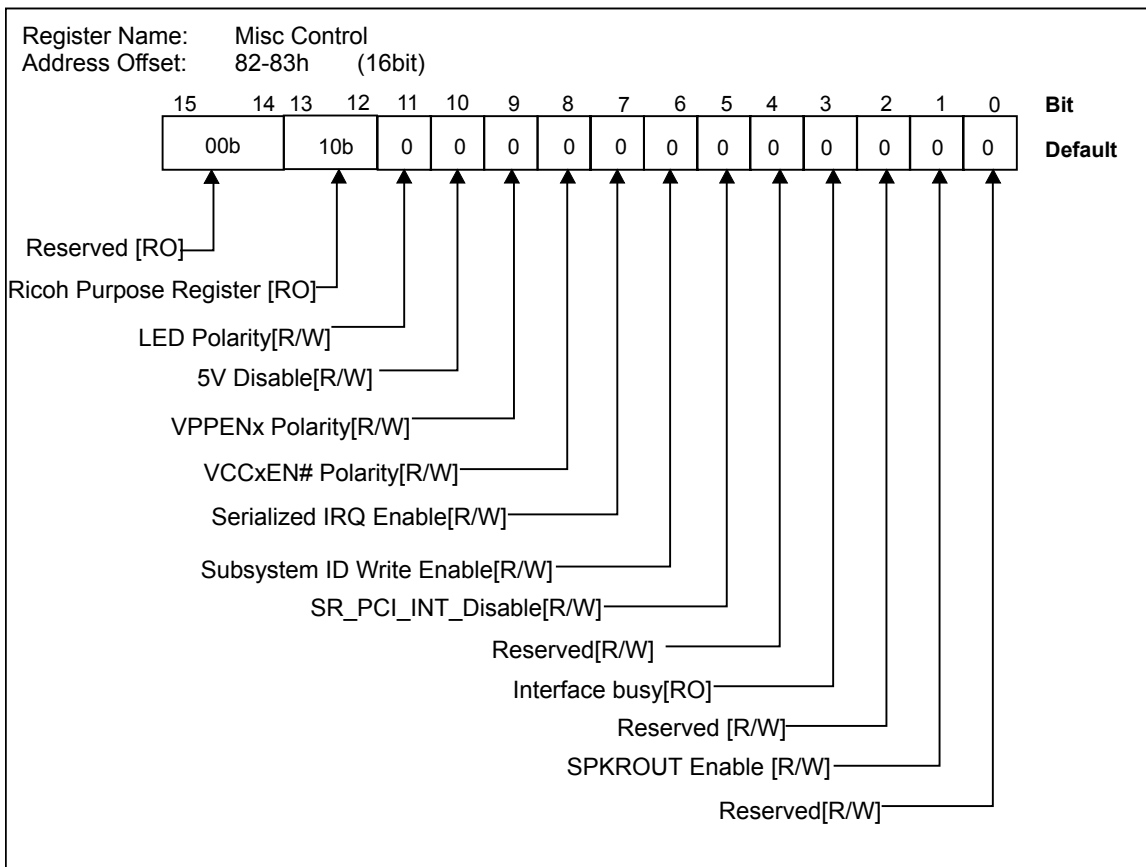 Register Name: Misc Control
Address Offset: 82-83h (16bit)
15 14 13 12 11 10 9 8 7 6 5 4 3 2 1 0 Bit
00b 10b 0 0 0 0 0 0 0 0 0 0 0 0 Default
Reserved [RO]
Ricoh Purpose Register [RO]
LED Polarity[R/W]
5V Disable[R/W]
VPPENx Polarity[R/W]
VCCxEN# Polarity[R/W]
Serialized IRQ Enable[R/W]
Subsystem ID Write Enable[R/W]
SR_PCI_INT_Disable[R/W]
Reserved[R/W]
Interface busy[RO]
Reserved [R/W]
SPKROUT Enable [R/W]
Reserved[R/W]